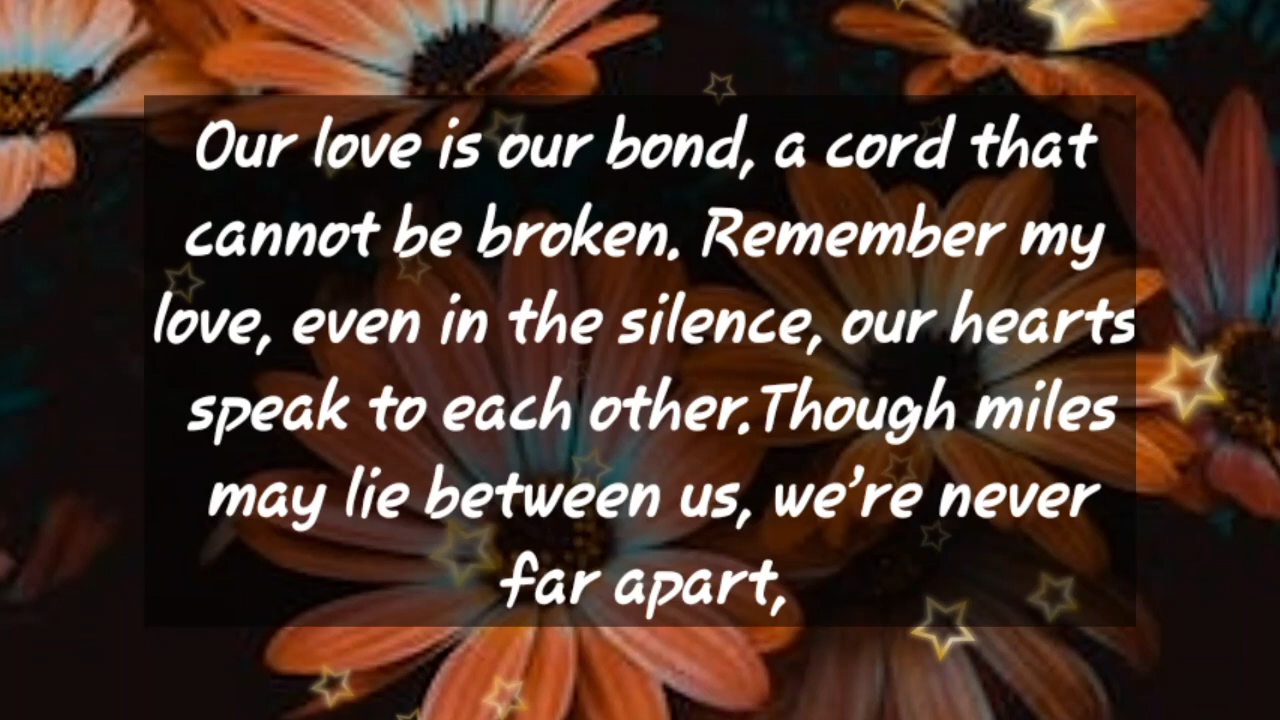 Our love is our bond, a cord that
cannot be broken. Remember my
love, even in the silence, our hearts
speak to each other.Though miles
may lie between us, we’re never
far apart,